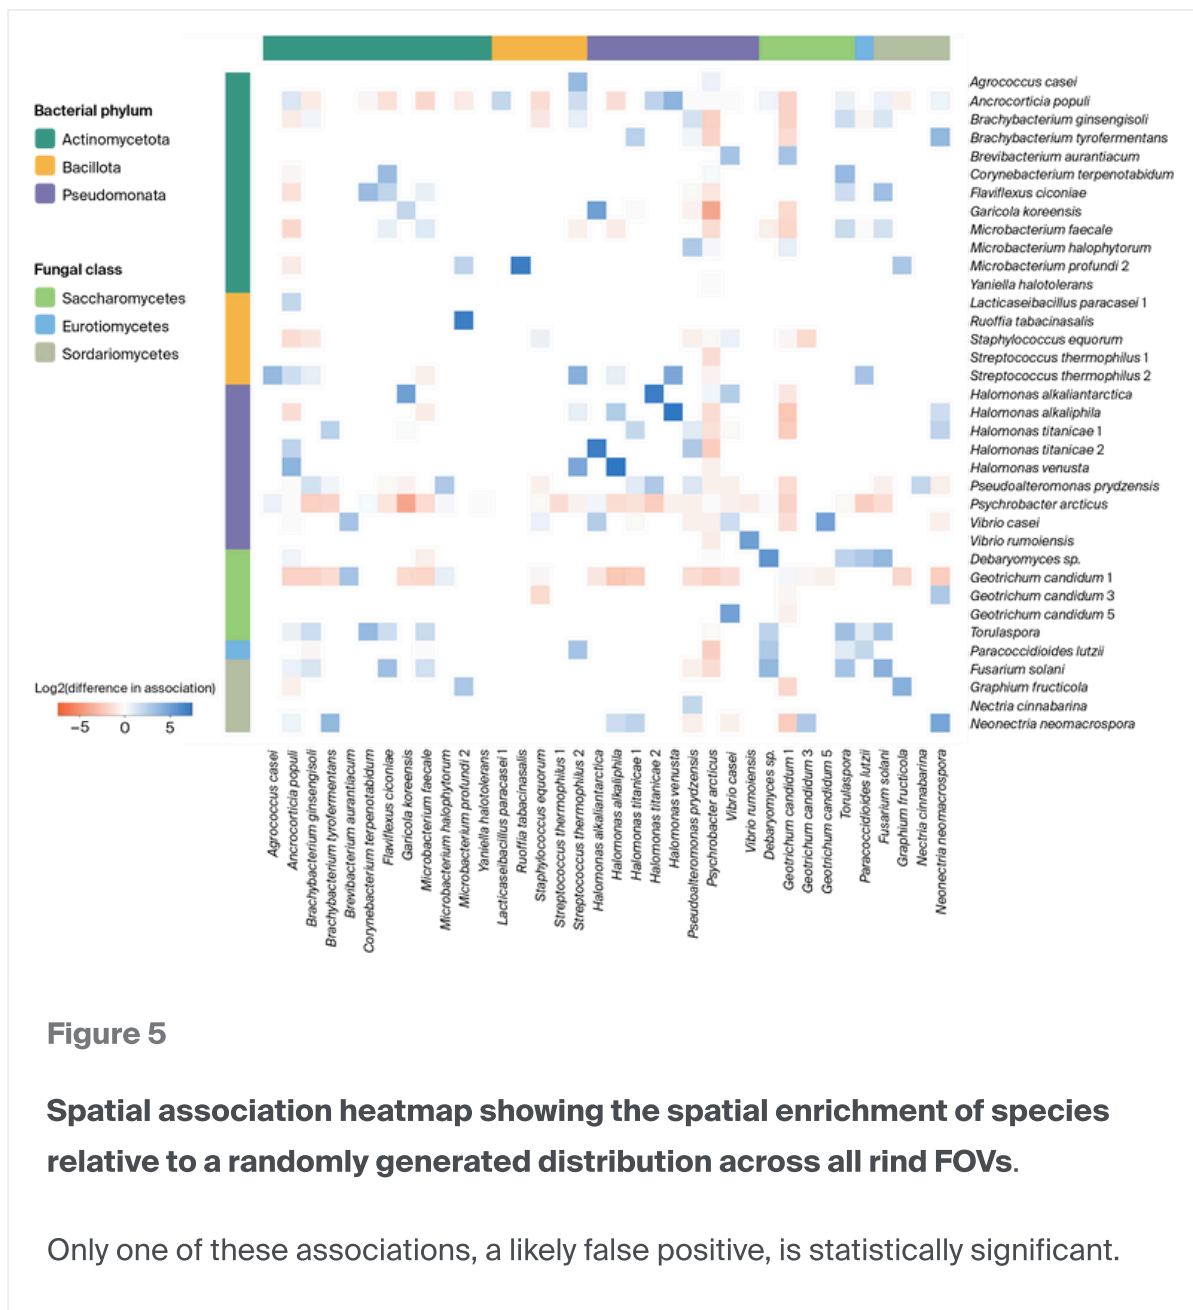 Bacterial phylum
Actinomycetota
Bacillota
Pseudomonata
Fungal class
Saccharomycetes
Eurotiomycetes
Sordariomycetes
Log2(difference in association)
−5 0 5
Agrococcus casei
Ancrocorticia populi
Brachybacterium ginsengisoli
Brachybacterium tyrofermentans
Brevibacterium aurantiacum
Corynebacterium terpenotabidum
Flaviflexus ciconiae
Garicola koreensis
Microbacterium faecale
Microbacterium halophytorum
Microbacterium profundi 2
Yaniella halotolerans
Lacticaseibacillus paracasei 1
Ruoffia tabacinasalis
Staphylococcus equorum
Streptococcus thermophilus 1
Streptococcus thermophilus 2
Halomonas alkaliantarctica
Halomonas alkaliphila
Halomonas titanicae 1
Halomonas titanicae 2
Halomonas venusta
Pseudoalteromonas prydzensis
Psychrobacter arcticus
Vibrio casei
Vibrio rumoiensis
Debaryomyces sp.
Geotrichum candidum 1
Geotrichum candidum 3
Geotrichum candidum 5
Torulaspora
Paracoccidioides lutzii
Fusarium solani
Graphium fructicola
Nectria cinnabarina
Neonectria neomacrospora
Agrococcus casei
Ancrocorticia populi
Brachybacterium ginsengisoli
Brachybacterium tyrofermentans
Brevibacterium aurantiacum
Corynebacterium terpenotabidum
Flaviflexus ciconiae
Garicola koreensis
Microbacterium faecale
Microbacterium halophytorum
Microbacterium profundi 2
Yaniella halotolerans
Lacticaseibacillus paracasei 1
Ruoffia tabacinasalis
Staphylococcus equorum
Streptococcus thermophilus 1
Streptococcus thermophilus 2
Halomonas alkaliantarctica
Halomonas alkaliphila
Halomonas titanicae 1
Halomonas titanicae 2
Halomonas venusta
Pseudoalteromonas prydzensis
Psychrobacter arcticus
Vibrio casei
Vibrio rumoiensis
Debaryomyces sp.
Geotrichum candidum 1
Geotrichum candidum 3
Geotrichum candidum 5
Torulaspora
Paracoccidioides lutzii
Fusarium solani
Graphium fructicola
Nectria cinnabarina
Neonectria neomacrospora
Figure 5
Spatial association heatmap showing the spatial enrichment of species
relative to a randomly generated distribution across all rind FOVs.
Only one of these associations, a likely false positive, is statistically significant.